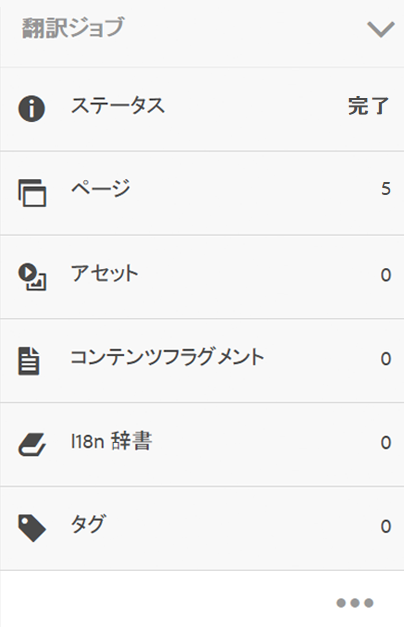 翻訳ジョブ
ステータス 完了
ページ 5
アセット 0
コンテンツフラグメント 0
I18n 辞書 0
タグ 0